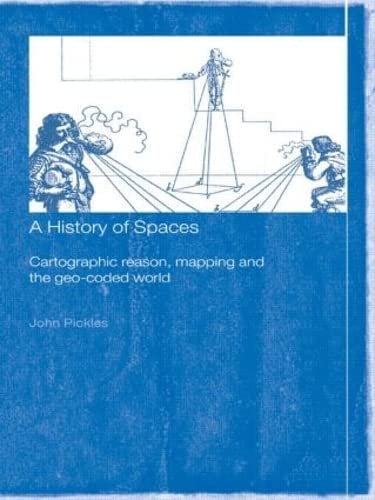 A History of Spaces
Cartographic reason, mapping and
the geo-coded world
John Pickles